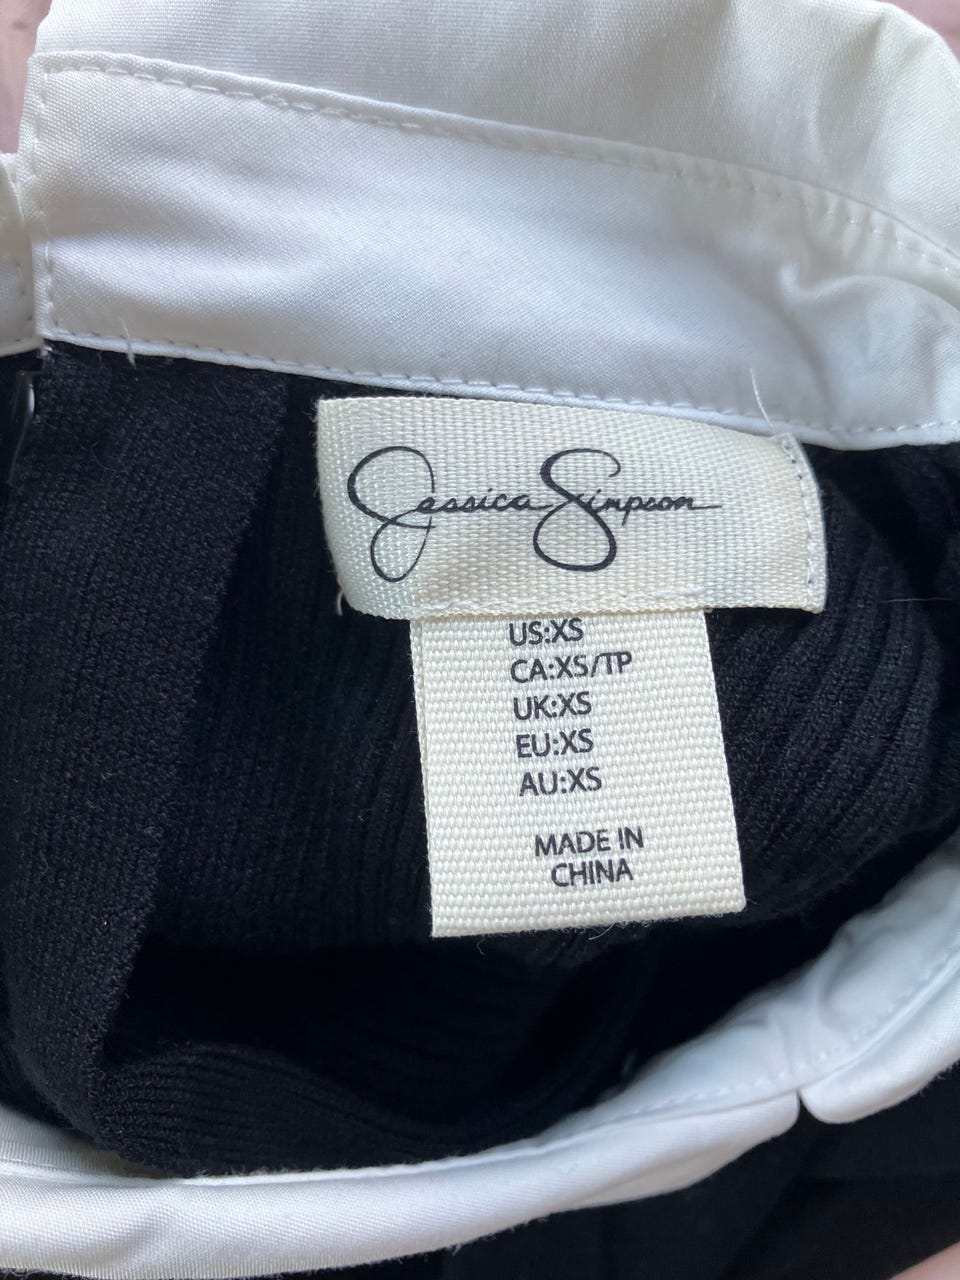 Jessica Simpson
US:XS
CA:XS/TP
UK:XS
EU:XS
AU:XS
MADE IN
CHINA